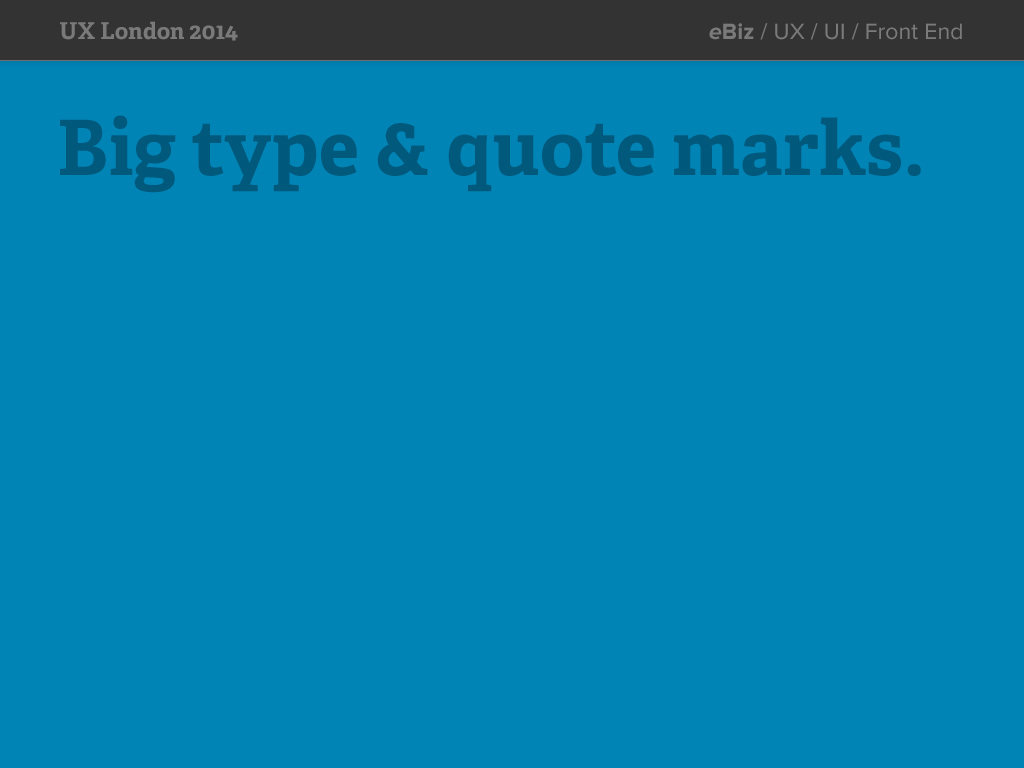 UX London 2014
eBiz / UX / UI / Front End
Big type & quote marks.